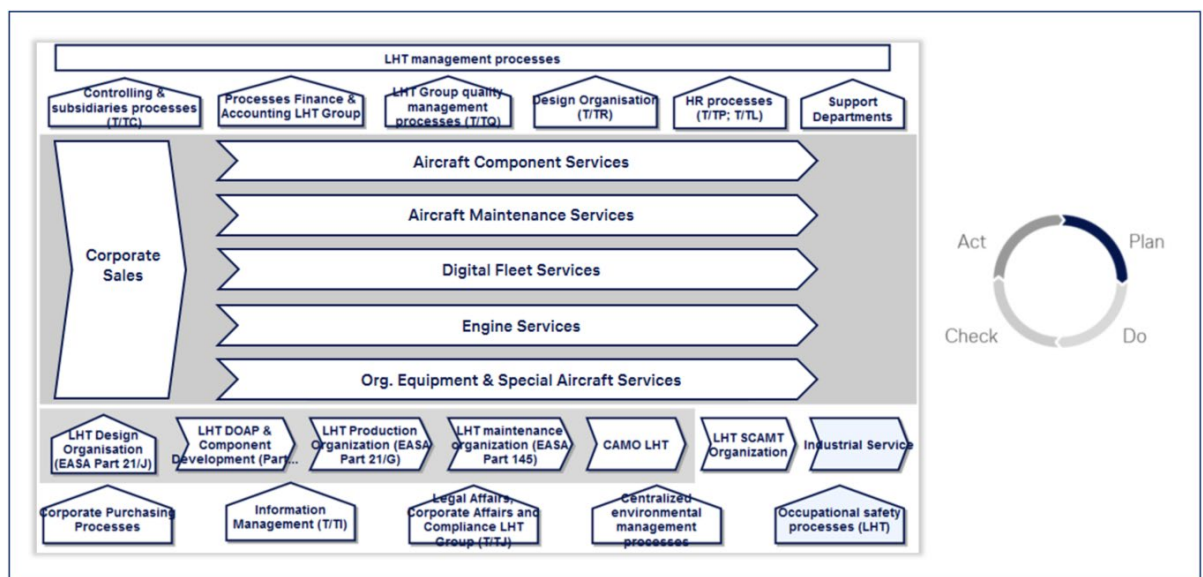 LHT management processes
Controlling &
subsidiaries processes
(T/TC)
Processes Finance &
Accounting LHT Group
LHT Group quality
management
processes (T/TQ)
Design Organisation
(T/TR)
HR processes
(T/TP; T/TL)
Support
Departments
Corporate
Sales
Aircraft Component Services
Aircraft Maintenance Services
Digital Fleet Services
Engine Services
Org. Equipment & Special Aircraft Services
LHT Design
Organisation
(EASA Part 21/J)
LHT DOAP &
Component
Development (Part...
LHT Production
Organization (EASA
Part 21/G)
LHT maintenance
organization (EASA
Part 145)
CAMO LHT
LHT SCAMT
Organization
Industrial Service
Corporate Purchasing
Processes
Information
Management (T/TI)
Legal Affairs,
Corporate Affairs and
Compliance LHT
Group (T/TJ)
Centralized
environmental
management
processes
Occupational safety
processes (LHT)
Act
Plan
Check
Do